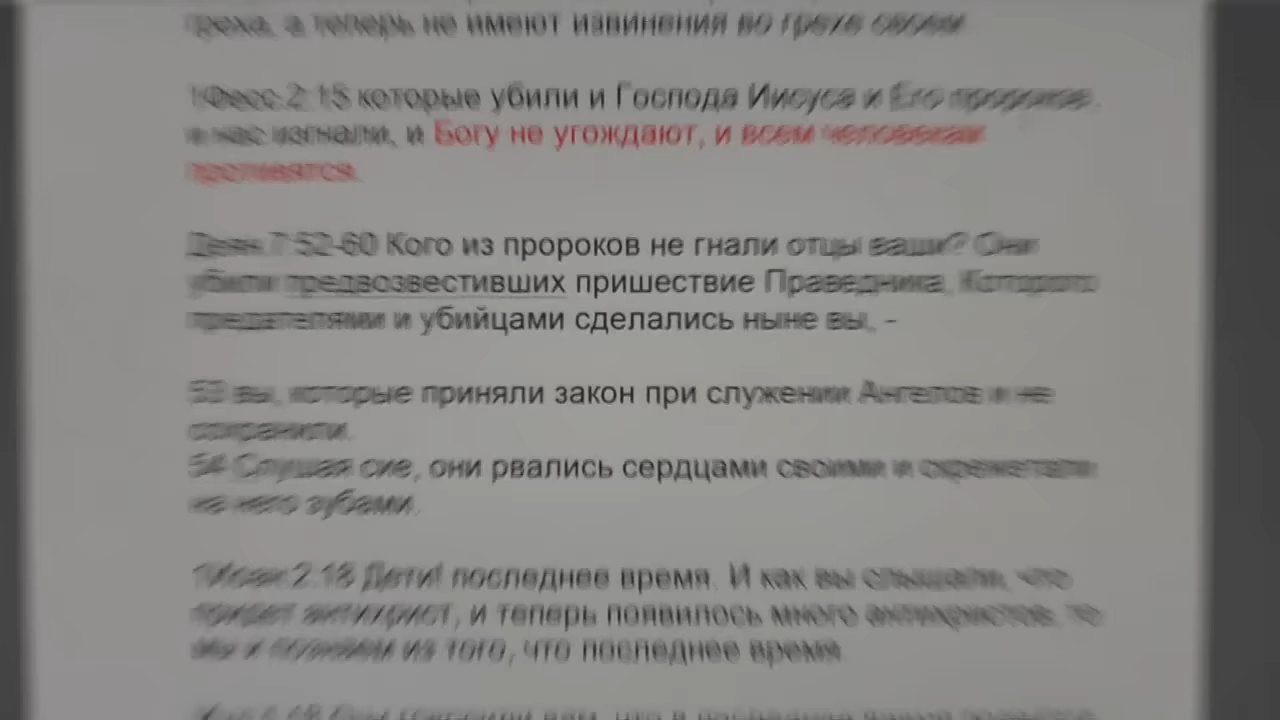 греха, а теперь не имеют извинения во грехе своем
1Фесс.2:15 которые убили и Господа Иисуса и Его пророков,
и нас изгнали, и Богу не угождают, и всем человекам
противятся.
Деян.7:52-60 Кого из пророков не гнали отцы ваши? Они
убили предвозвестивших пришествие Праведника, Которого
предателями и убийцами сделались ныне вы, -
53 вы, которые приняли закон при служении Ангелов и не
сохранили.
54 Слушая сие, они рвались сердцами своими и скрежетали
на него зубами.
1Иоан.2:18 Дети! последнее время. И как вы слышали, что
придет антихрист, и теперь появилось много антихристов, то
мы и познаем из того, что последнее время.